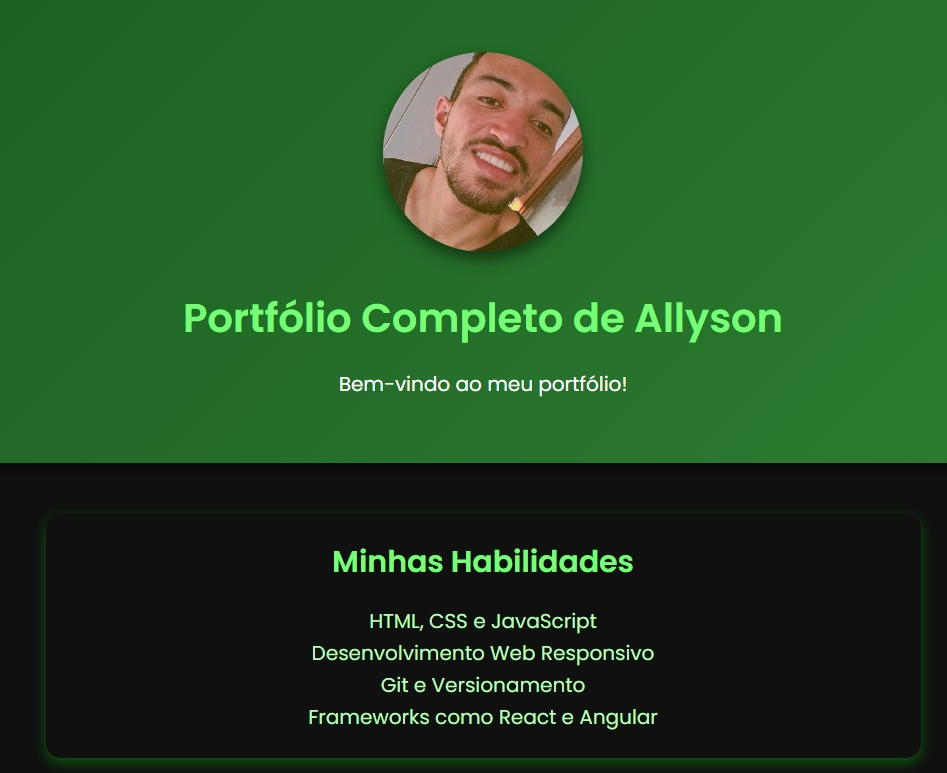 Portfólio Completo de Allyson
Bem-vindo ao meu portfólio!
Minhas Habilidades
HTML, CSS e JavaScript
Desenvolvimento Web Responsivo
Git e Versionamento
Frameworks como React e Angular